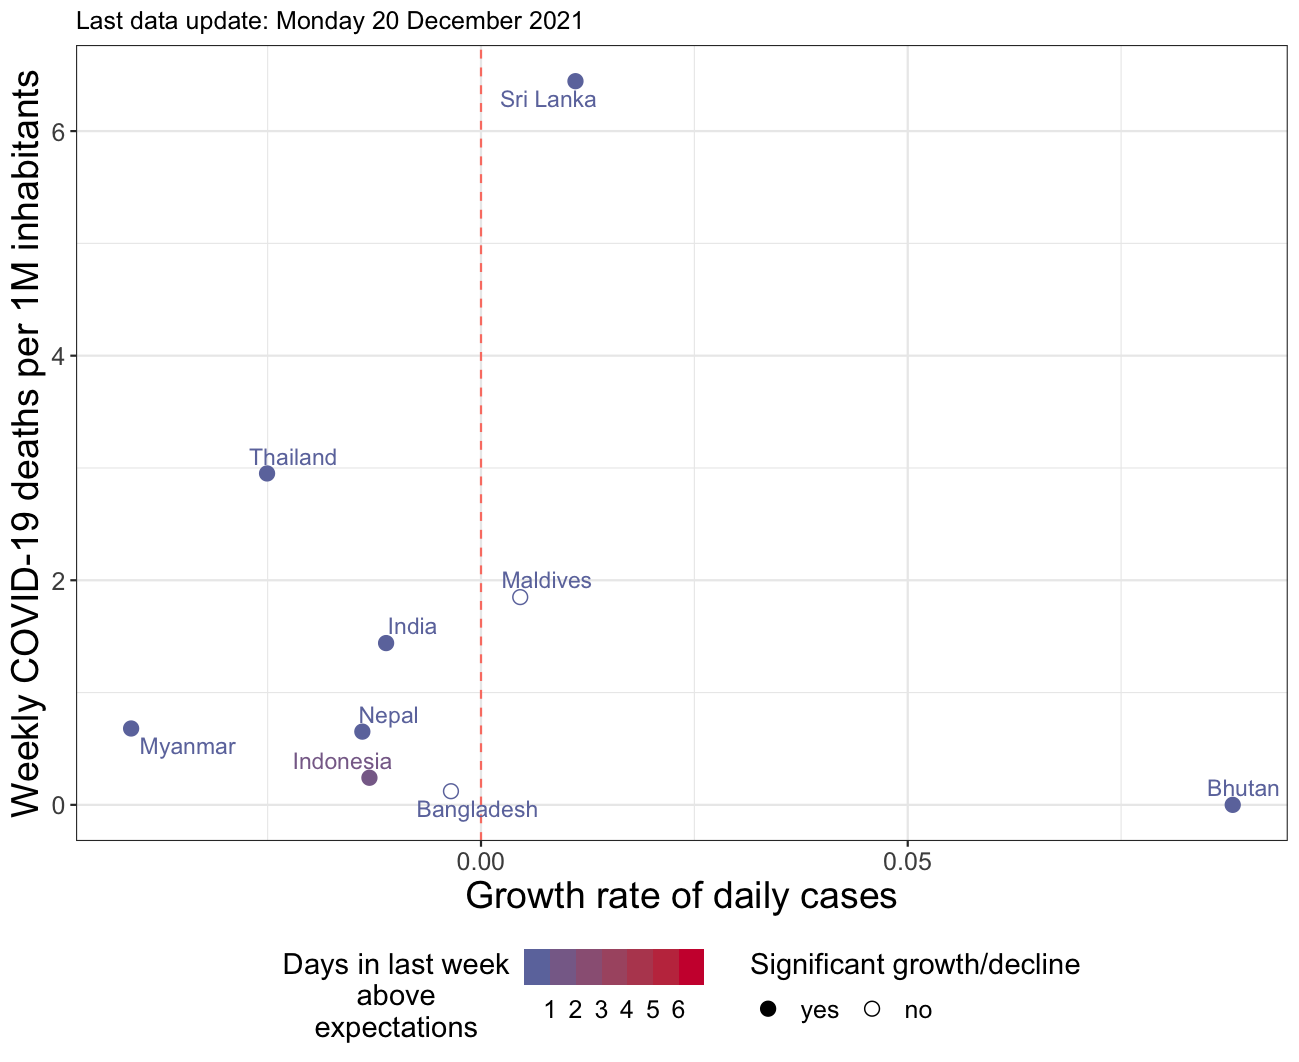 Last data update: Monday 20 December 2021
Weekly COVID-19 deaths per 1M inhabitants
6
4
2
0
Sri Lanka
Thailand
Maldives
India
Nepal
Myanmar
Indonesia
Bangladesh
Bhutan
0.00
0.05
Growth rate of daily cases
Days in last week
above
expectations
1 2 3 4 5 6
Significant growth/decline
yes no